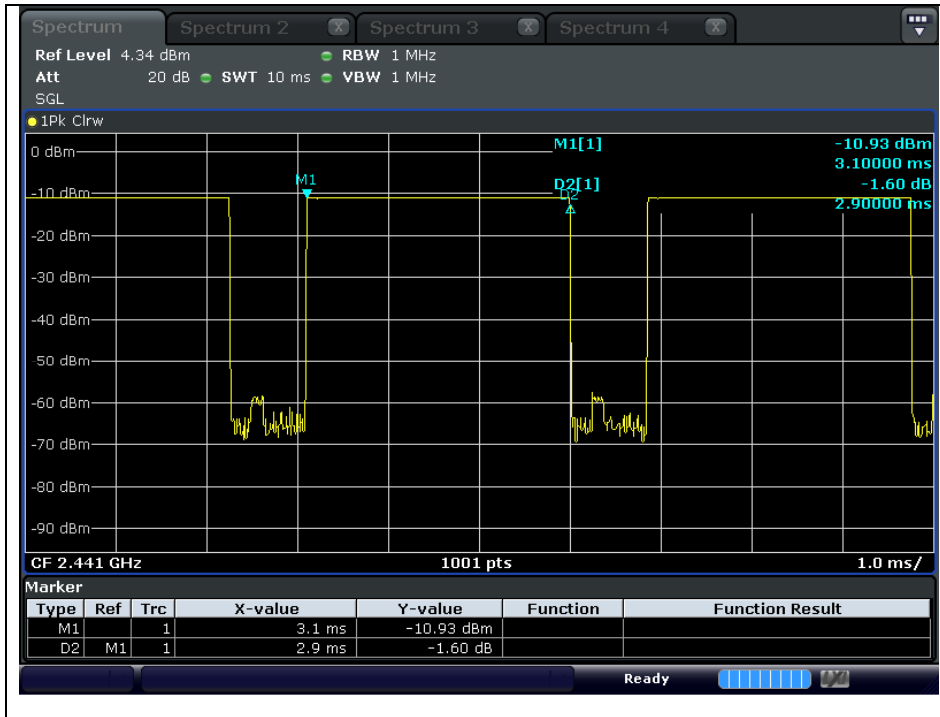 Spectrum Spectrum 2 X Spectrum 3 X Spectrum 4 X
Ref Level 4.34 dBm RBW 1 MHz
Att 20 dB SWT 10 ms VBW 1 MHz
SGL
1Pk Clrw
M1[1] -10.93 dBm
3.10000 ms
D2[1] -1.60 dB
2.90000 ms
M1
D2
0 dBm
-10 dBm
-20 dBm
-30 dBm
-40 dBm
-50 dBm
-60 dBm
-70 dBm
-80 dBm
-90 dBm
CF 2.441 GHz 1001 pts 1.0 ms/
Marker
Type Ref Trc X-value Y-value Function Function Result
M1 1 3.1 ms -10.93 dBm
D2 M1 1 2.9 ms -1.60 dB
Ready